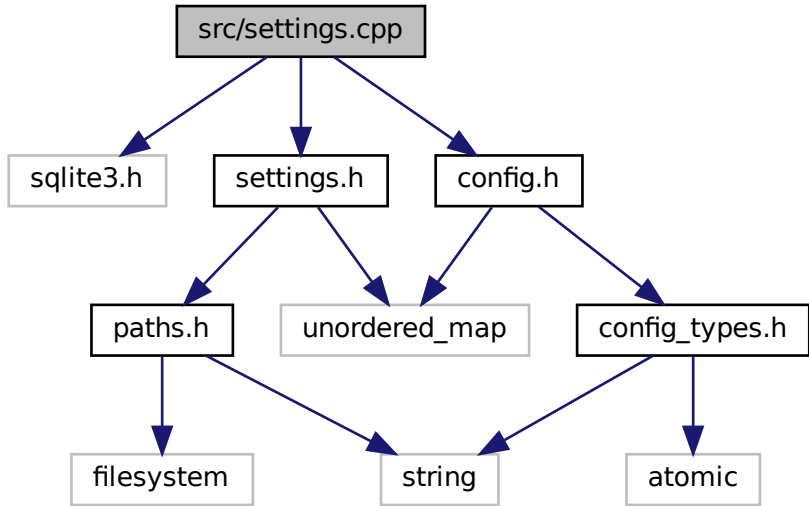 src/settings.cpp
sqlite3.h
settings.h
config.h
paths.h
unordered_map
config_types.h
filesystem
string
atomic